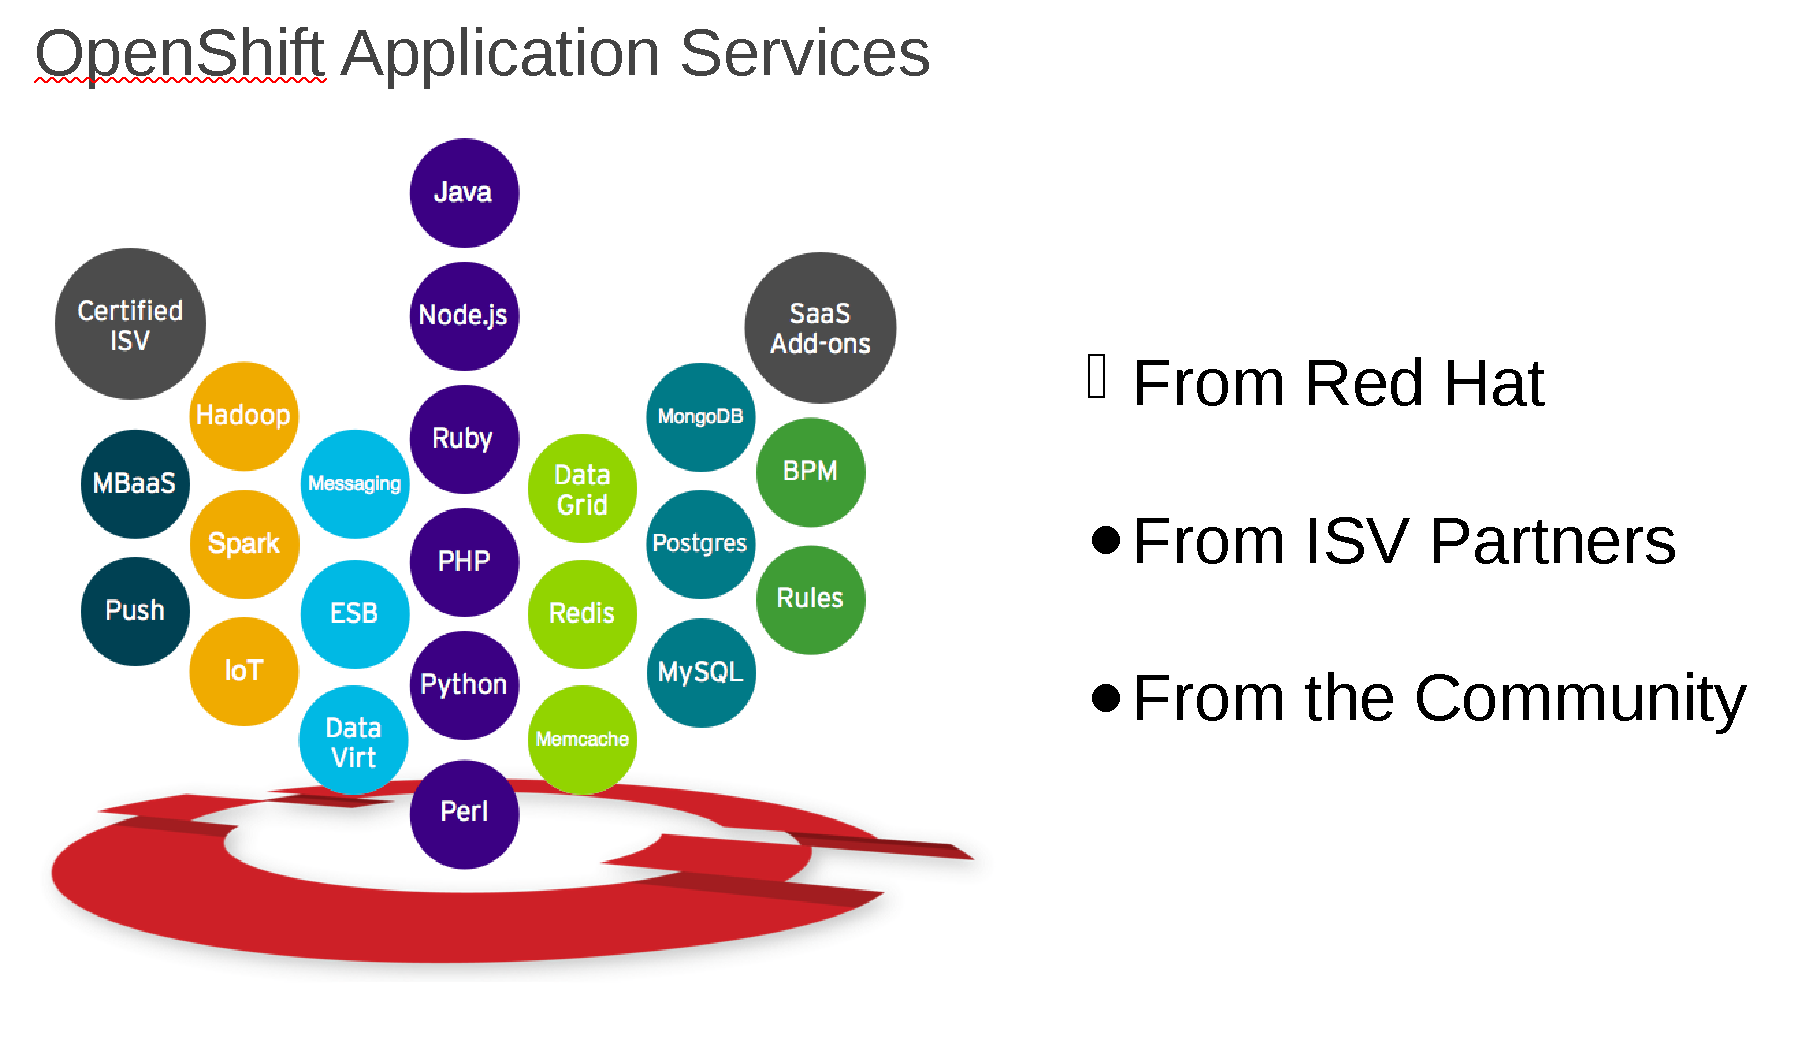 OpenShift Application Services
Java
Node.js
Ruby
PHP
Python
Perl
Certified
ISV
Hadoop
MBaaS
Spark
Push
IoT
Messaging
ESB
Data
Virt
Data
Grid
Redis
Memcache
MongoDB
Postgres
MySQL
SaaS
Add-ons
BPM
Rules
From Red Hat
● From ISV Partners
● From the Community